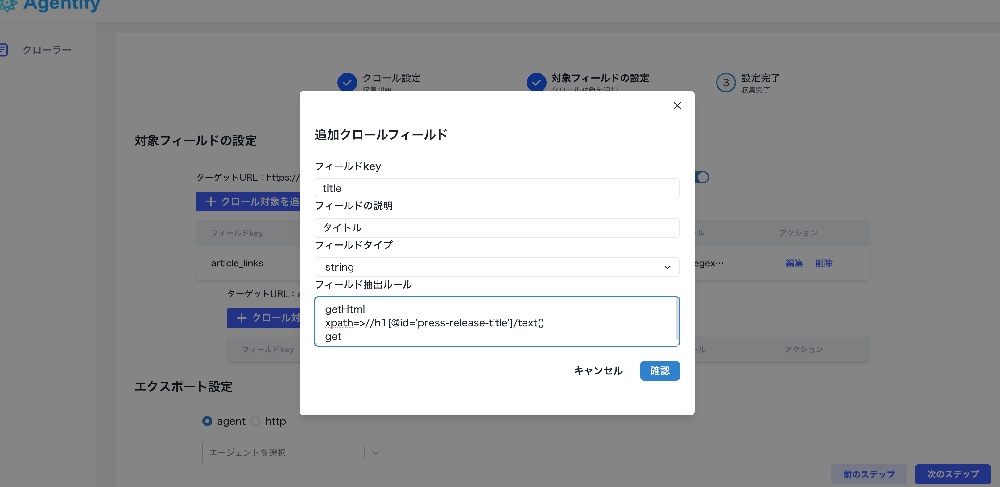 Agentify
クローラー
クロール設定
収集開始
対象フィールドの設定
クロール対象を追加
3
設定完了
収集完了
対象フィールドの設定
ターゲットURL：https://
クロール対象を追
フィールドkey
ール
アクション
article_links
egex…
編集
削除
ターゲットURL：a
クロール対
フィールドkey
ール
アクション
追加クロールフィールド
フィールドkey
title
フィールドの説明
タイトル
フィールドタイプ
string
フィールド抽出ルール
getHtml
xpath=>//h1[@id='press-release-title']/text()
get
キャンセル
確認
エクスポート設定
agent
http
エージェントを選択
前のステップ
次のステップ